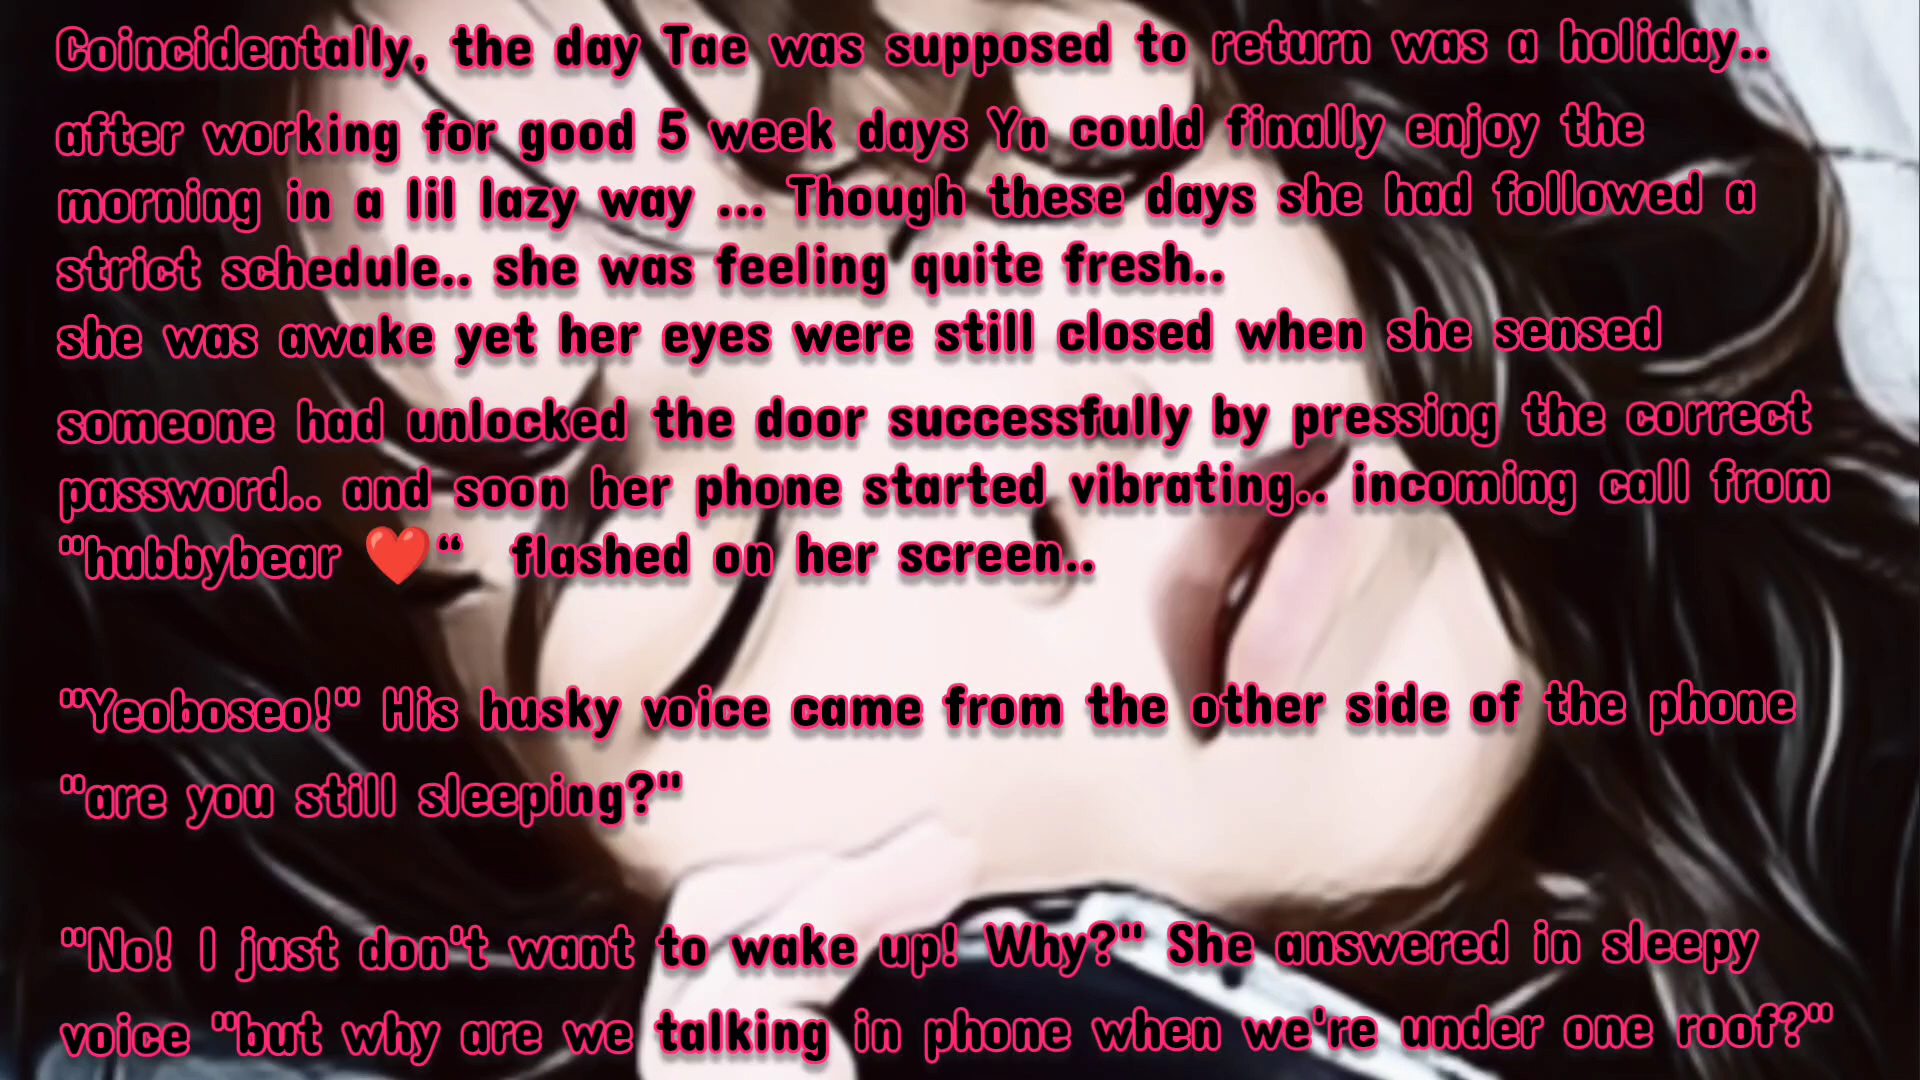 Coincidentally, the day Tae was supposed to return was a holiday..
after working for good 5 week days Yn could finally enjoy the
morning in a lil lazy way ... Though these days she had followed a
strict schedule.. she was feeling quite fresh..
she was awake yet her eyes were still closed when she sensed
someone had unlocked the door successfully by pressing the correct
password.. and soon her phone started vibrating.. incoming call from
"hubbybear ❤️“ flashed on her screen..
"Yeoboseo!" His husky voice came from the other side of the phone
"are you still sleeping?"
"No! I just don't want to wake up! Why?" She answered in sleepy
voice "but why are we talking in phone when we're under one roof?"